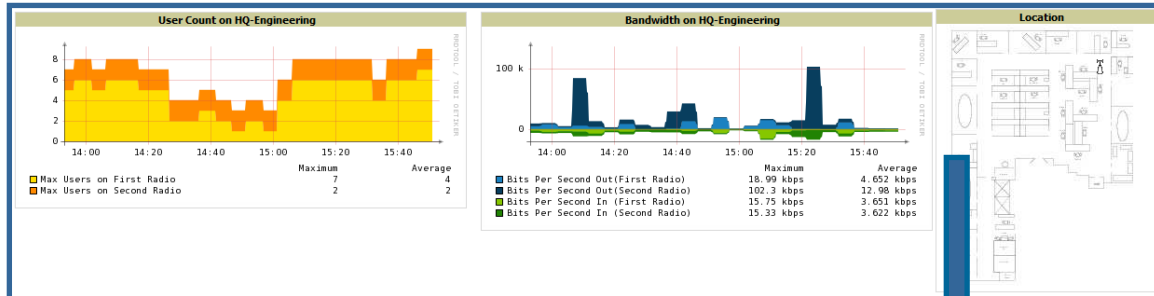 User Count on HQ-Engineering
8
6
4
2
0
14:00 14:20 14:40 15:00 15:20 15:40
RRDTOOL / TOBI OETIKER
Maximum Average
Max Users on First Radio 7 4
Max Users on Second Radio 2 2
Bandwidth on HQ-Engineering
100 k
0
14:00 14:20 14:40 15:00 15:20 15:40
RRDTOOL / TOBI OETIKER
Maximum Average
Bits Per Second Out(First Radio) 18.99 kbps 4.652 kbps
Bits Per Second Out(Second Radio) 102.3 kbps 12.98 kbps
Bits Per Second In (First Radio) 15.75 kbps 3.651 kbps
Bits Per Second In (Second Radio) 15.33 kbps 3.622 kbps
Location